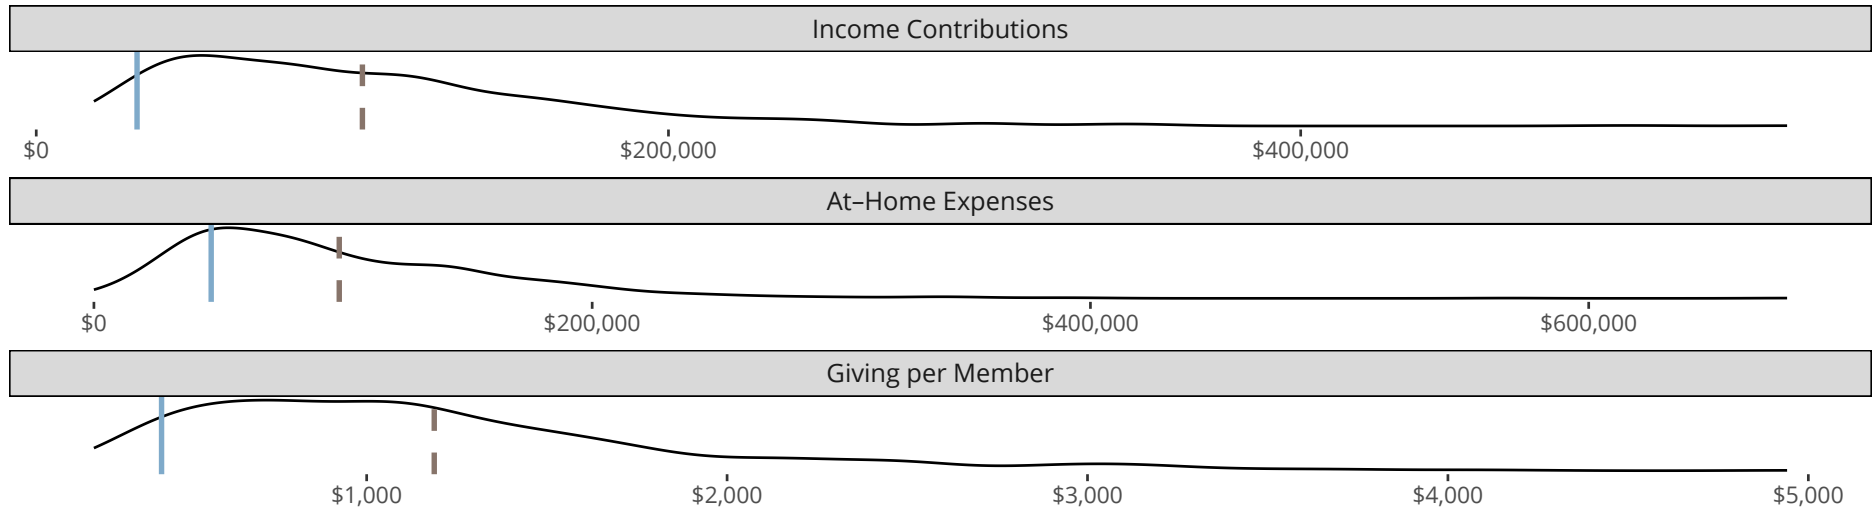 Income Contributions
$0 $200,000 $400,000
At–Home Expenses
$0 $200,000 $400,000 $600,000
Giving per Member
$1,000 $2,000 $3,000 $4,000 $5,000